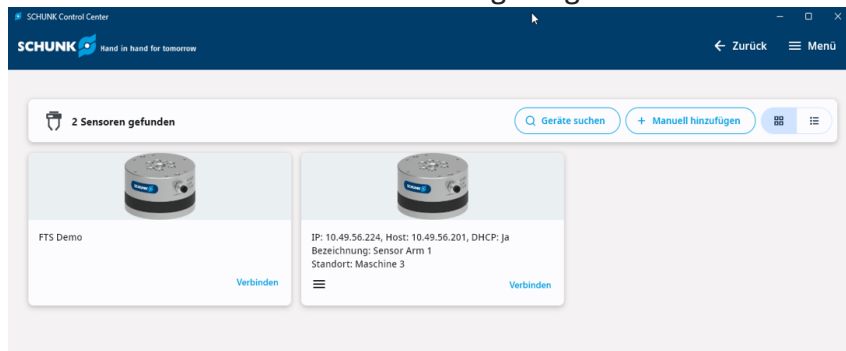 SCHUNK Control Center
SCHUNK Hand in hand for tomorrow
Zurück
Menü
2 Sensoren gefunden
Geräte suchen
+ Manuell hinzufügen
FTS Demo
Verbinden
IP: 10.49.56.224, Host: 10.49.56.201, DHCP: Ja
Bezeichnung: Sensor Arm 1
Standort: Maschine 3
Verbinden